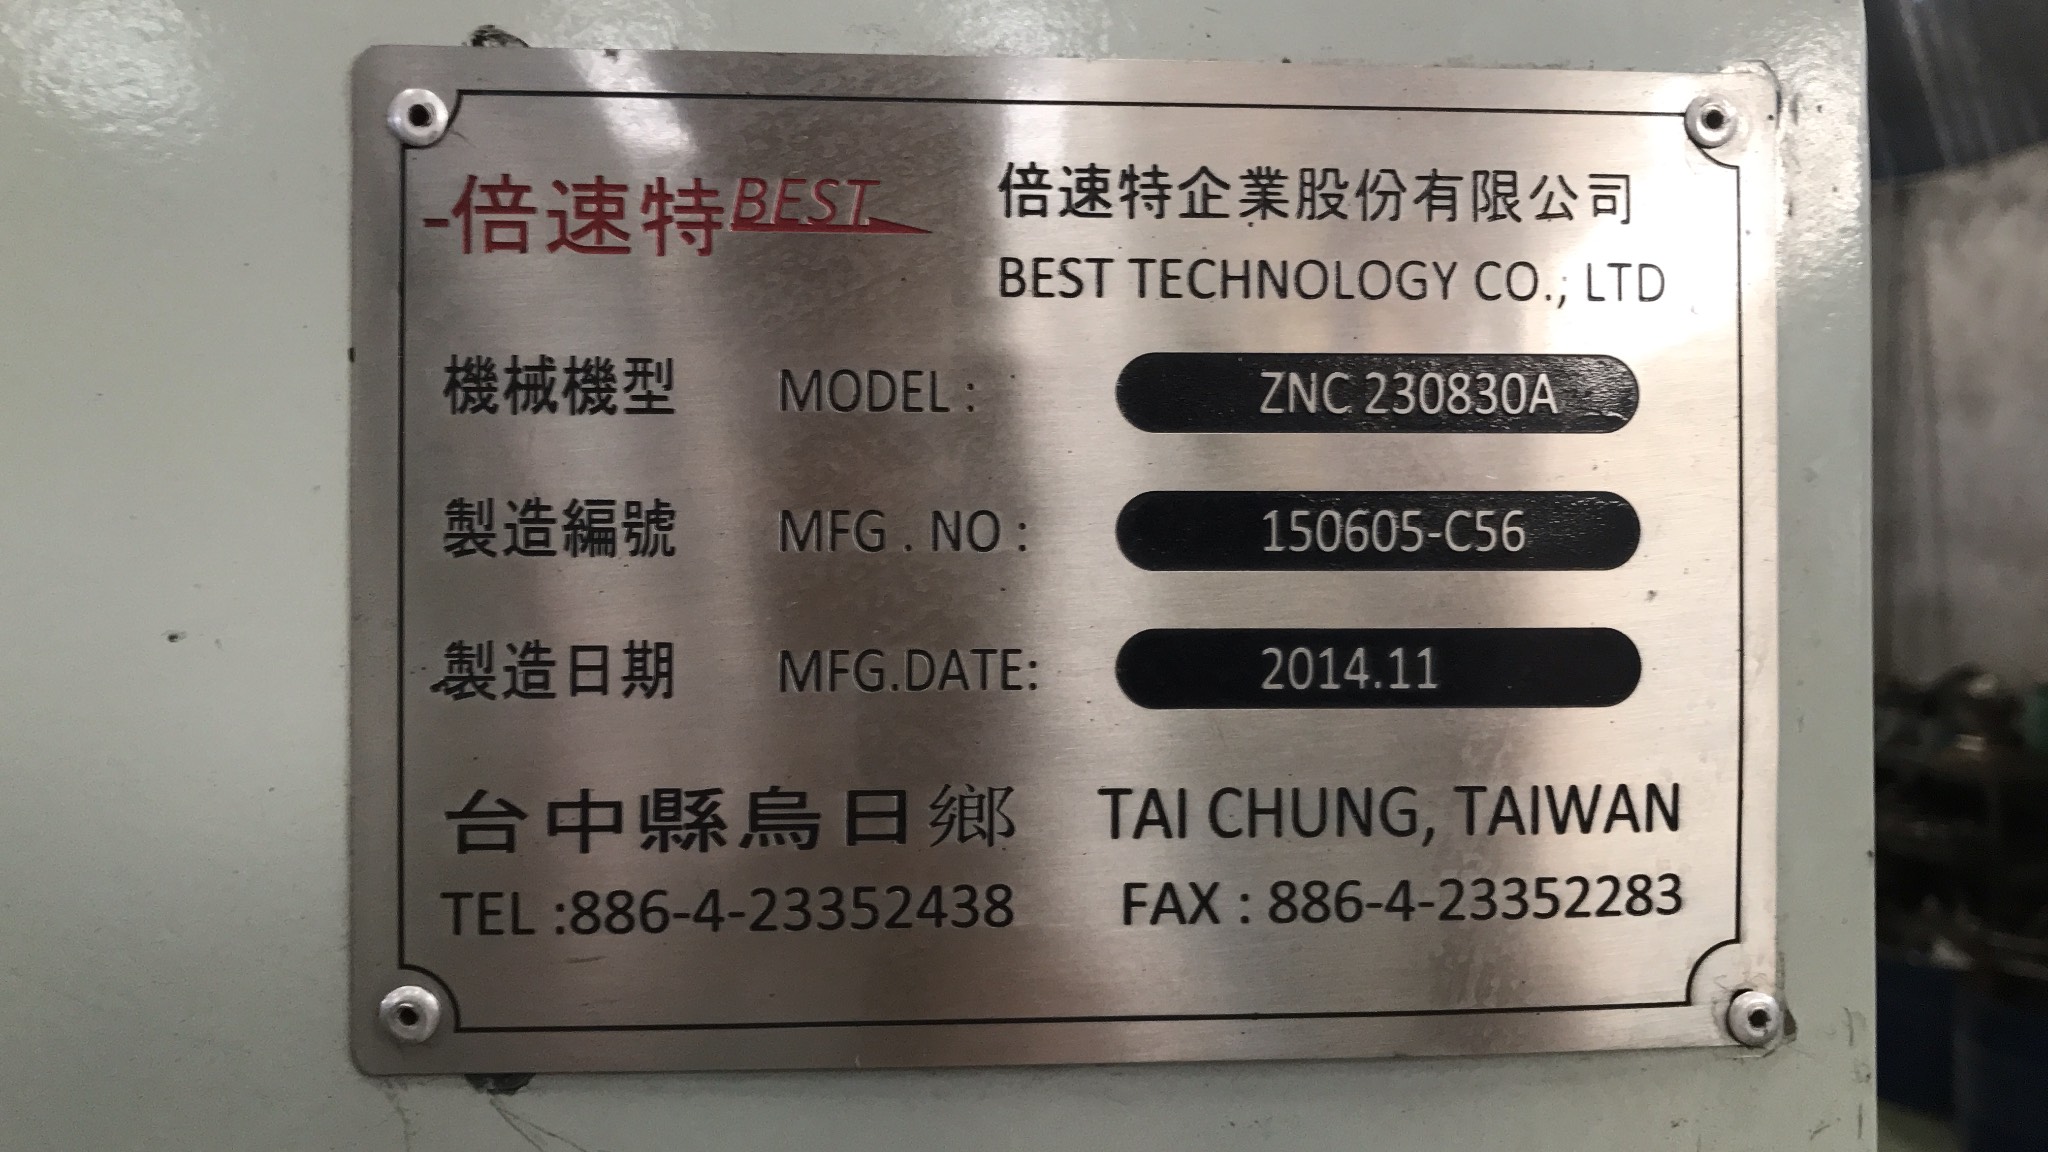 -倍速特BEST
倍速特企業股份有限公司
BEST TECHNOLOGY CO.; LTD
機械機型 MODEL : ZNC 230830A
製造編號 MFG . NO : 150605-C56
製造日期 MFG.DATE: 2014.11
台中縣烏日鄉 TAI CHUNG, TAIWAN
TEL :886-4-23352438 FAX : 886-4-23352283